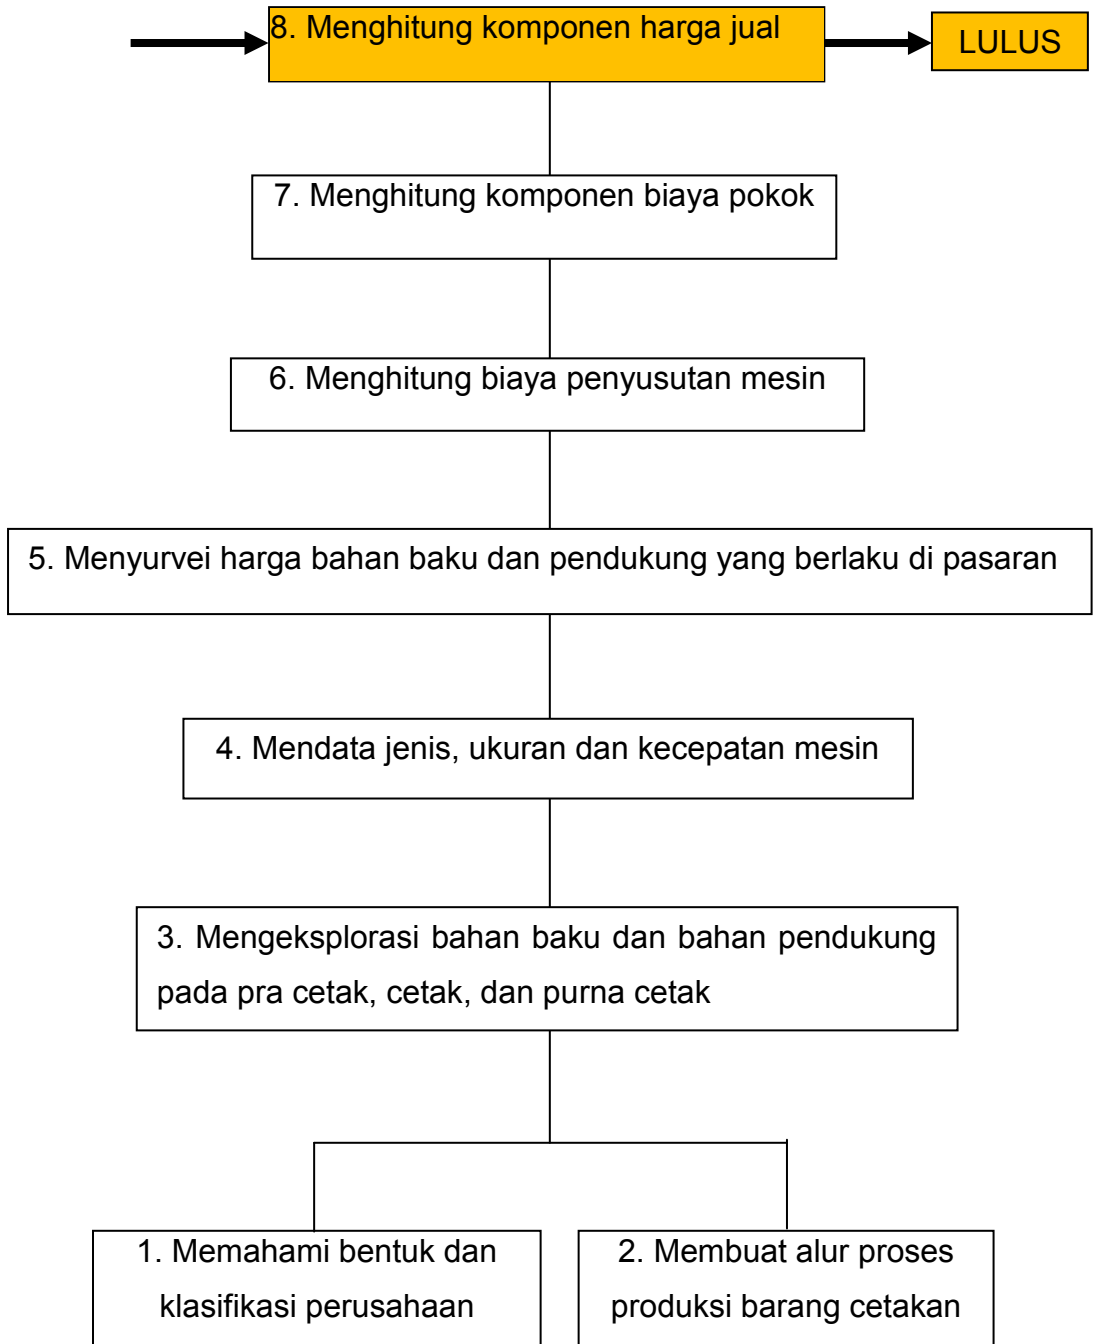 8. Menghitung komponen harga jual
LULUS
7. Menghitung komponen biaya pokok
6. Menghitung biaya penyusutan mesin
5. Menyurvei harga bahan baku dan pendukung yang berlaku di pasaran
4. Mendata jenis, ukuran dan kecepatan mesin
3. Mengeksplorasi bahan baku dan bahan pendukung
pada pra cetak, cetak, dan purna cetak
1. Memahami bentuk dan
klasifikasi perusahaan
2. Membuat alur proses
produksi barang cetakan